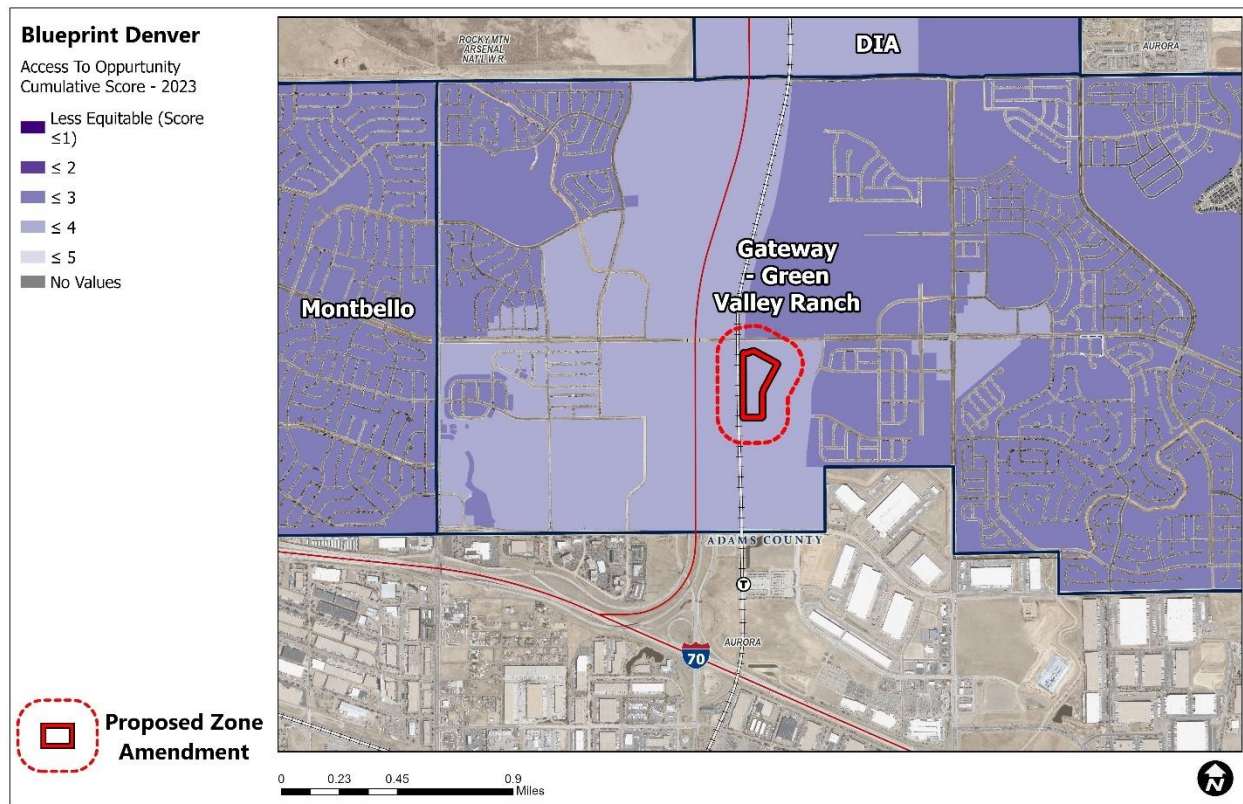 Blueprint Denver
Access To Oppurtunity
Cumulative Score - 2023
Less Equitable (Score
≤1)
≤ 2
≤ 3
≤ 4
≤ 5
No Values
ROCKY MTN
ARSENAL
NAT'L W.R.
DIA
AURORA
AURORA
Montbello
Gateway
- Green
Valley Ranch
ADAMS COUNTY
T
AURORA
70
Proposed Zone
Amendment
0 0.23 0.45 0.9
Miles
N